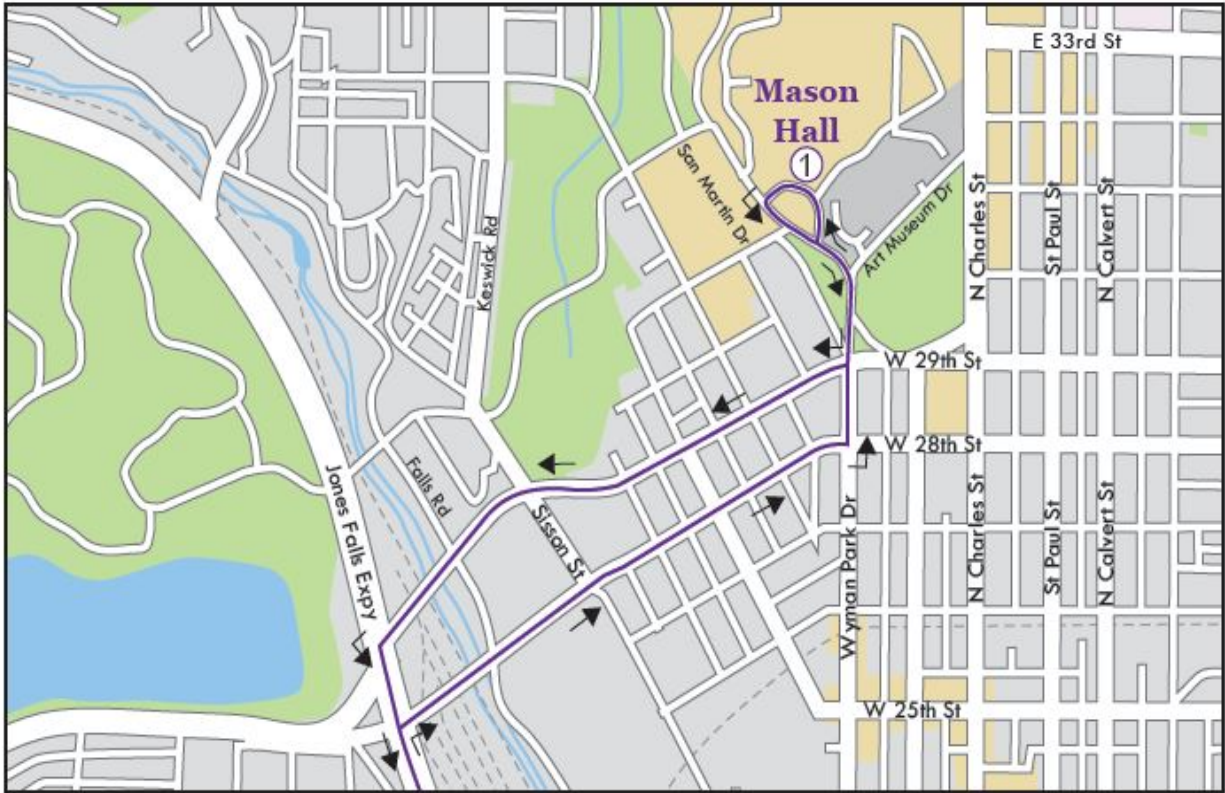 E 33rd St
Mason
Hall
1
San Martin Dr
Art Museum Dr
Keswick Rd
N Charles St
St Paul St
N Calvert St
W 29th St
W 28th St
Jones Falls Expy
Falls Rd
Sisson St
Wyman Park Dr
N Charles St
St Paul St
N Calvert St
W 25th St